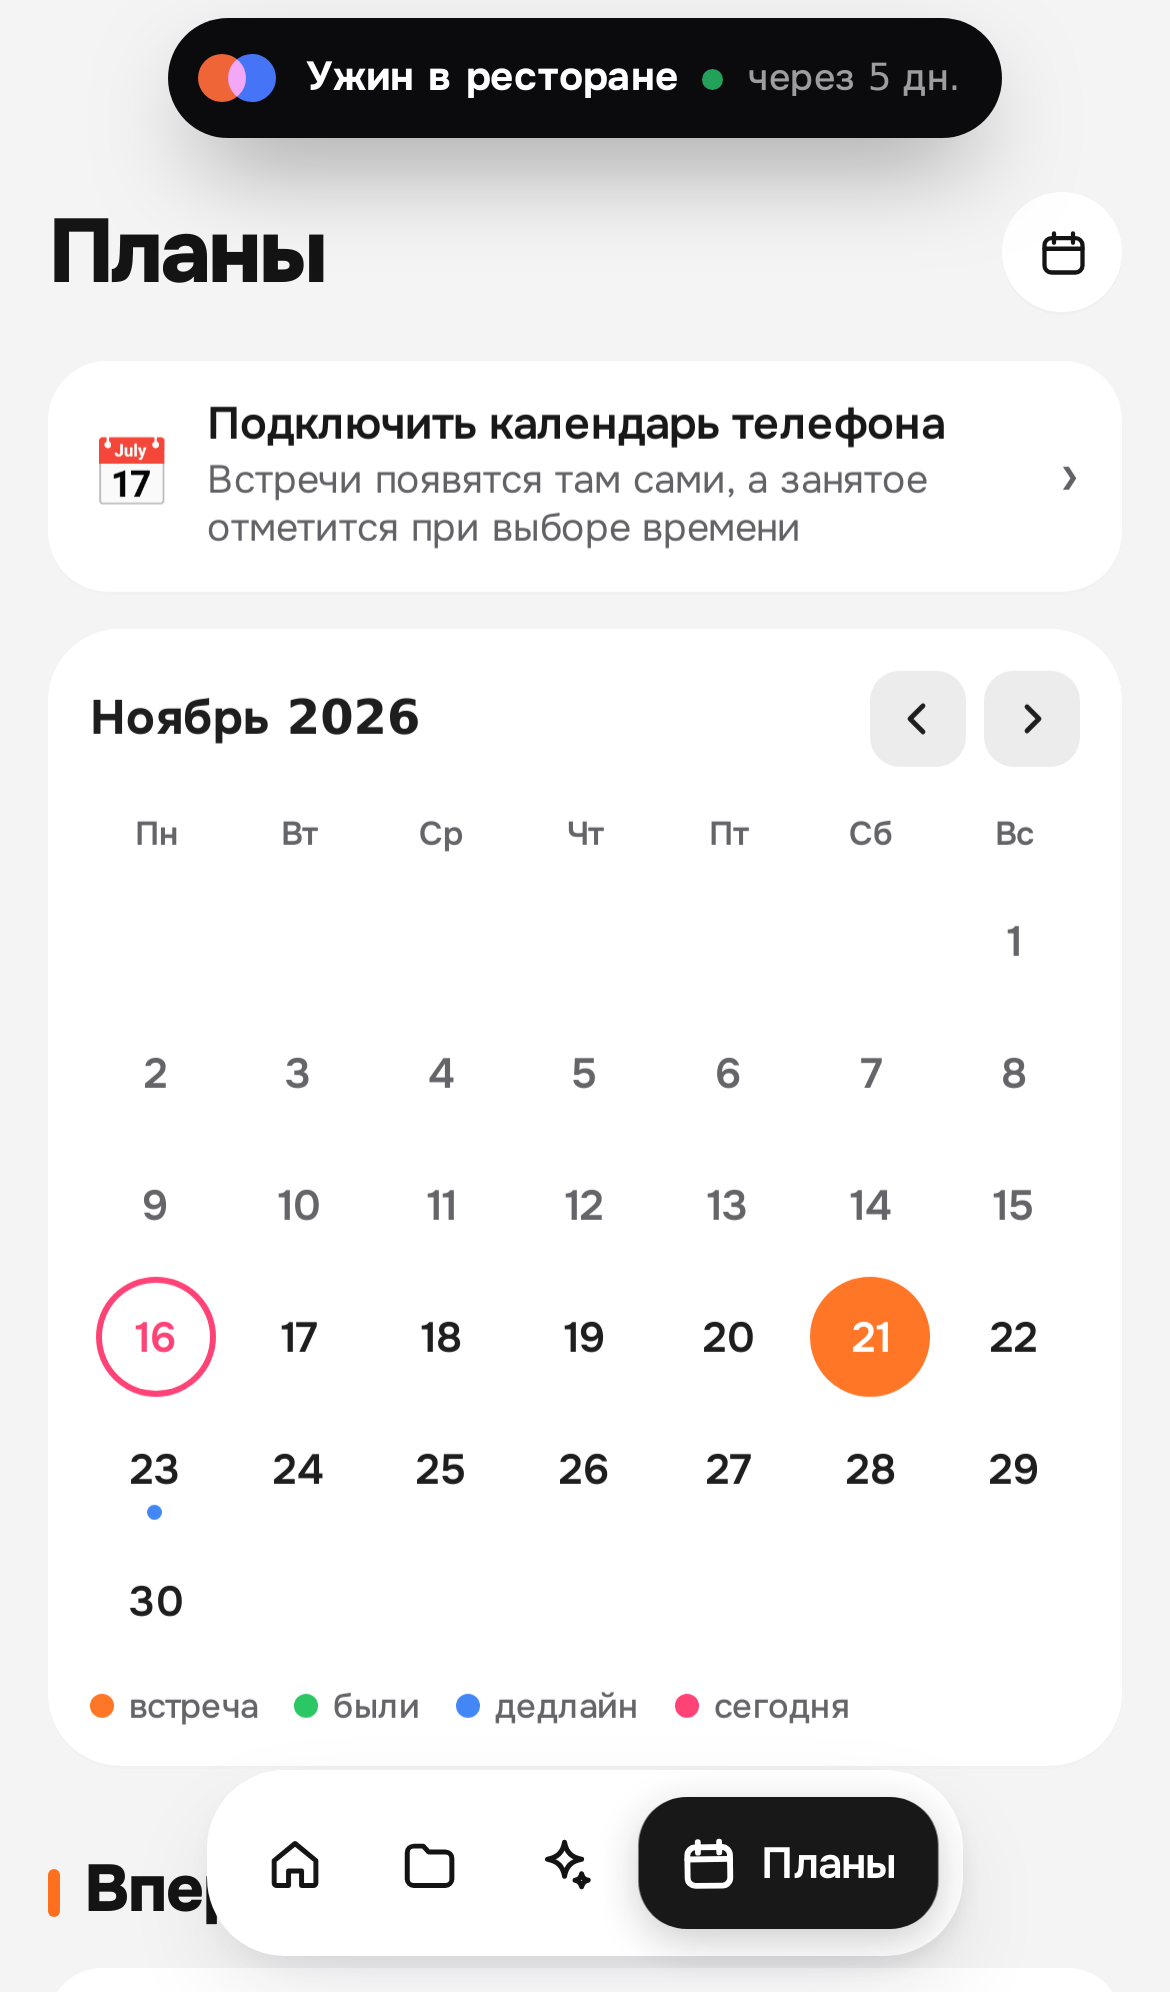 Ужин в ресторане через 5 дн.
Планы
July
17
Подключить календарь телефона
Встречи появятся там сами, а занятое
отметится при выборе времени
Ноябрь 2026
Пн Вт Ср Чт Пт Сб Вс
1
2 3 4 5 6 7 8
9 10 11 12 13 14 15
16 17 18 19 20 21 22
23 24 25 26 27 28 29
30
встреча были дедлайн сегодня
Планы